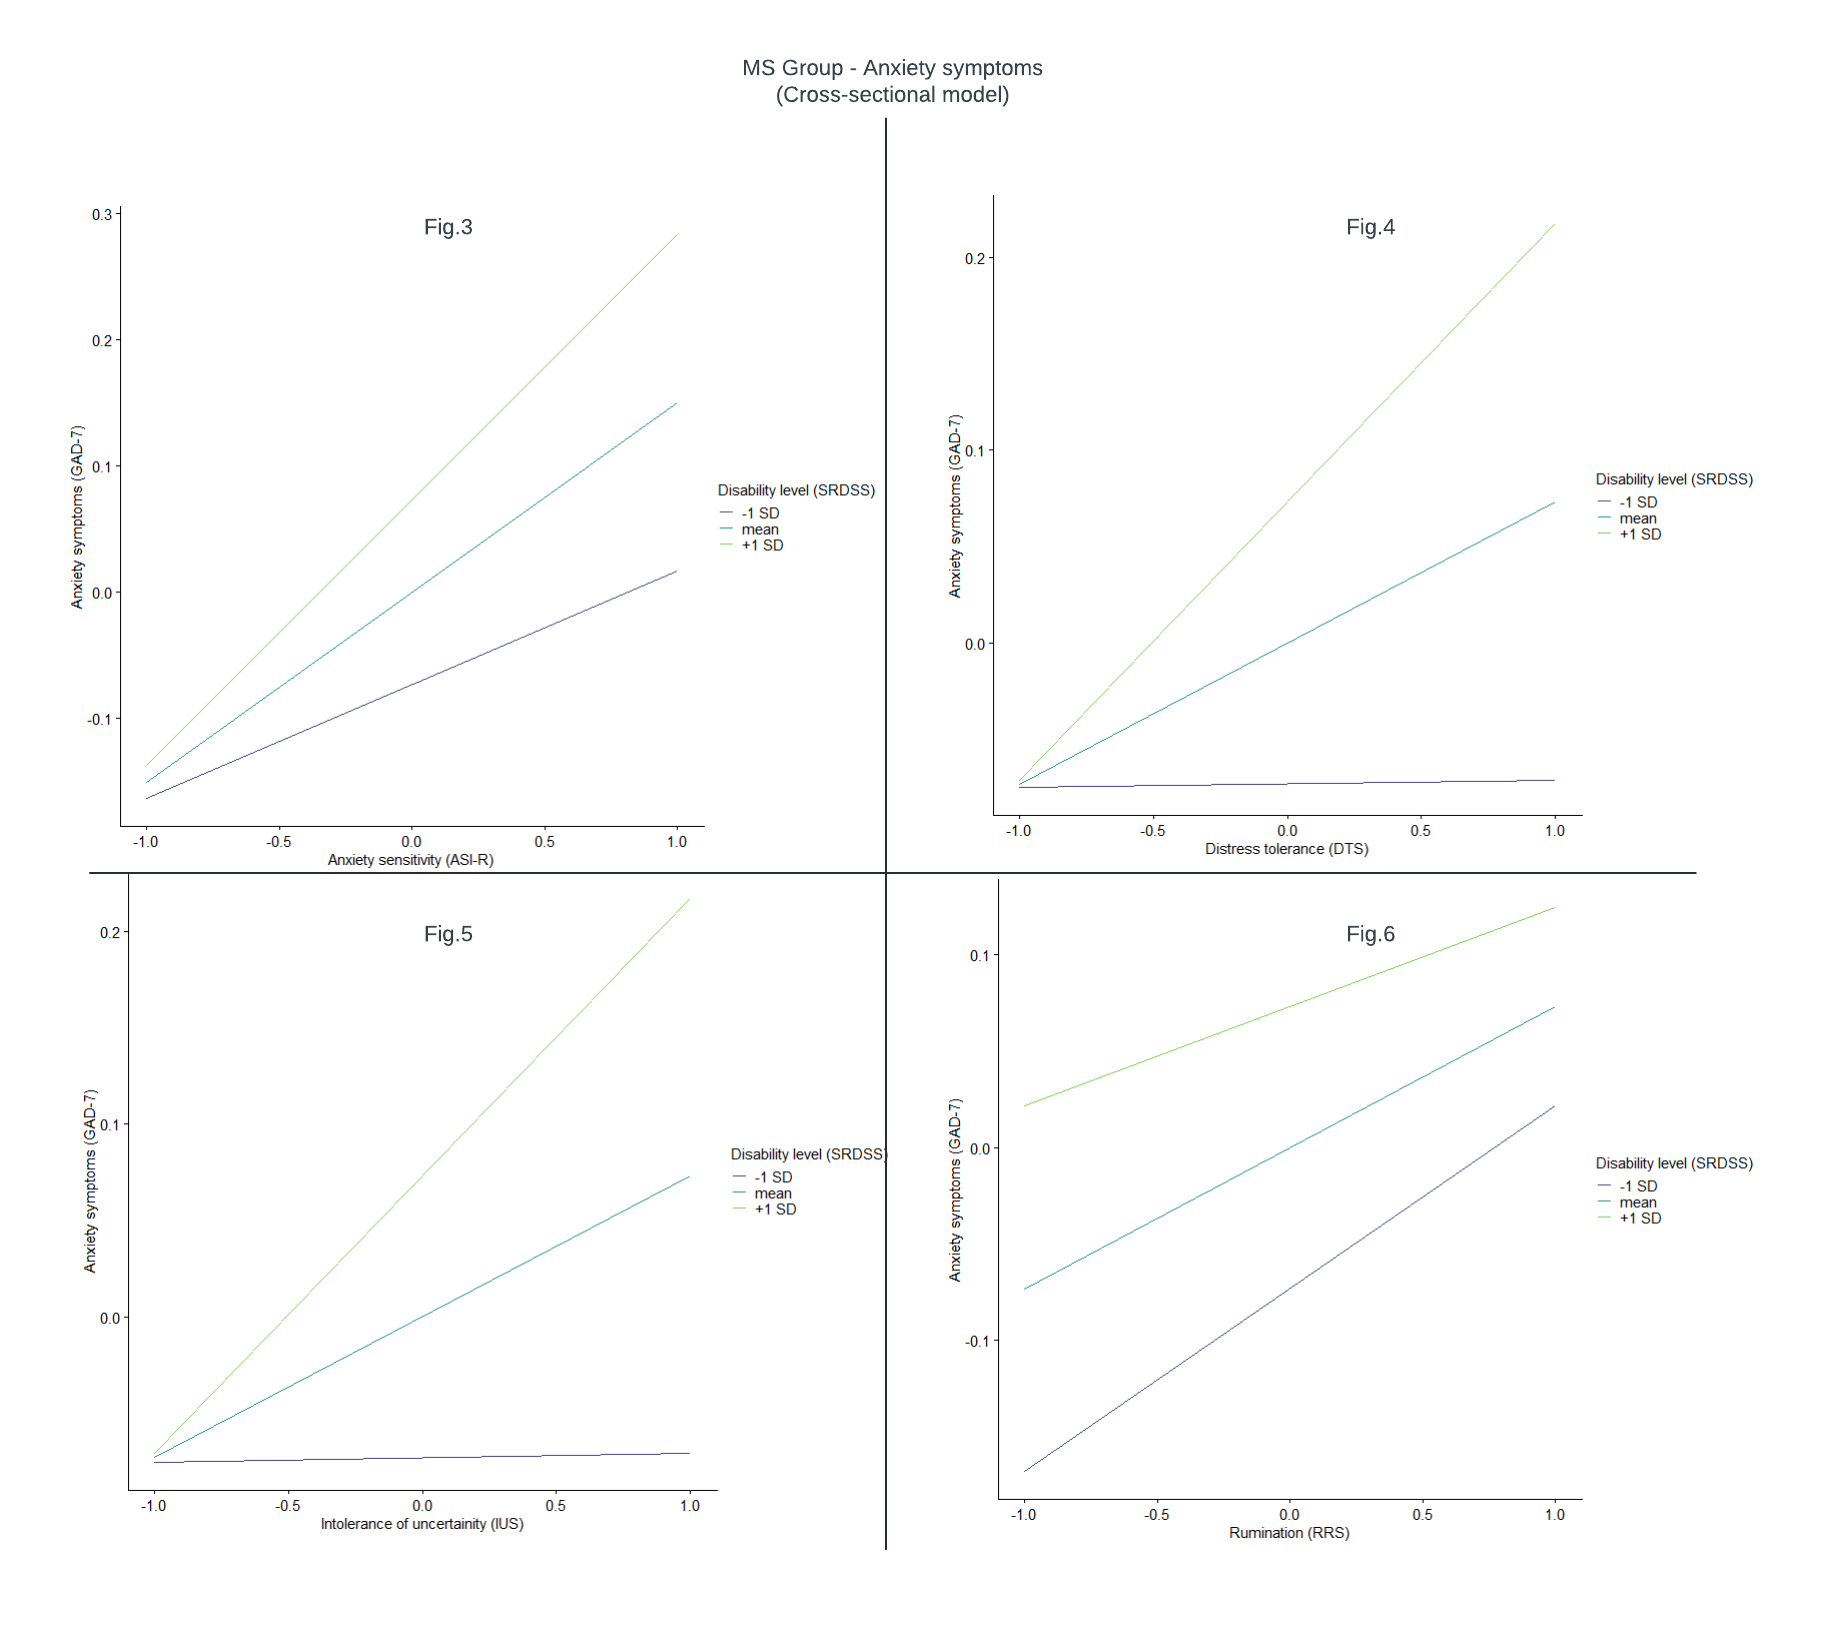 MS Group - Anxiety symptoms
(Cross-sectional model)
Fig.3
0.3
0.2
0.1
0.0
-0.1
Anxiety symptoms (GAD-7)
-1.0 -0.5 0.0 0.5 1.0
Anxiety sensitivity (ASI-R)
Disability level (SRDSS)
-1 SD
mean
+1 SD
Fig.4
0.2
0.1
0.0
Anxiety symptoms (GAD-7)
-1.0 -0.5 0.0 0.5 1.0
Distress tolerance (DTS)
Disability level (SRDSS)
-1 SD
mean
+1 SD
Fig.5
0.2
0.1
0.0
Anxiety symptoms (GAD-7)
-1.0 -0.5 0.0 0.5 1.0
Intolerance of uncertainity (IUS)
Disability level (SRDSS)
-1 SD
mean
+1 SD
Fig.6
0.1
0.0
-0.1
Anxiety symptoms (GAD-7)
-1.0 -0.5 0.0 0.5 1.0
Rumination (RRS)
Disability level (SRDSS)
-1 SD
mean
+1 SD